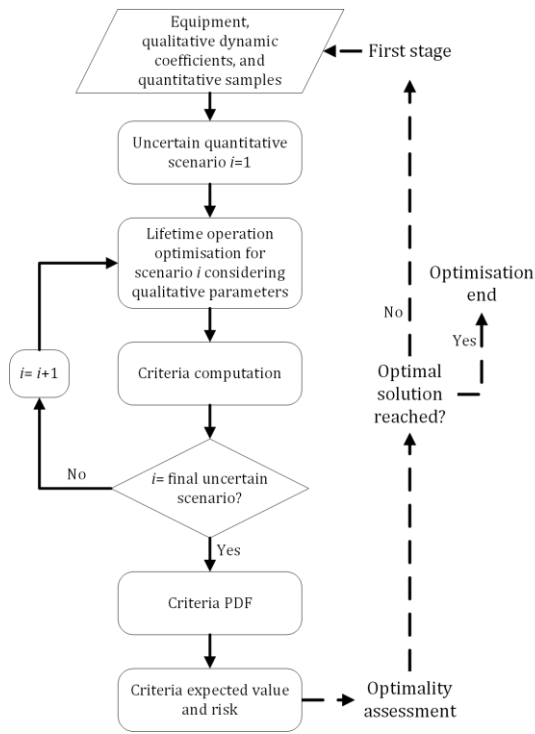 Equipment,
qualitative dynamic
coefficients, and
quantitative samples
First stage
Uncertain quantitative
scenario i=1
Lifetime operation
optimisation for
scenario i considering
qualitative parameters
Optimisation
end
No
Yes
i= i+1
Criteria computation
Optimal
solution
reached?
No
i= final uncertain
scenario?
Yes
Criteria PDF
Criteria expected value
and risk
Optimality
assessment